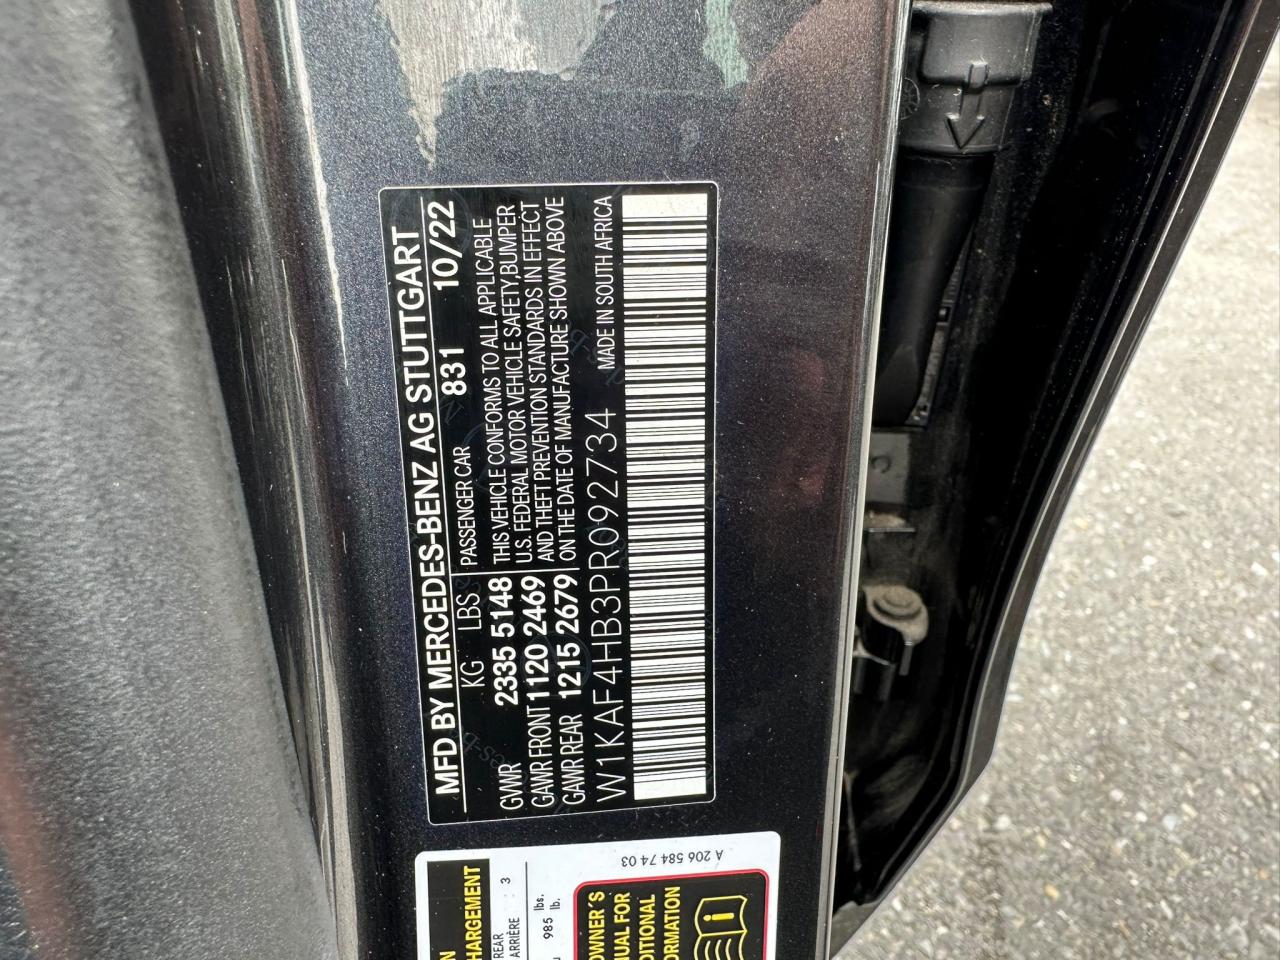 MFD BY MERCEDES-BENZ AG STUTTGART
KG LBS PASSENGER CAR 831 10/22
GVWR 2335 5148 THIS VEHICLE CONFORMS TO ALL APPLICABLE
GAWR FRONT 1120 2469 U.S. FEDERAL MOTOR VEHICLE SAFETY,BUMPER
GAWR REAR 1215 2679 AND THEFT PREVENTION STANDARDS IN EFFECT
ON THE DATE OF MANUFACTURE SHOWN ABOVE
W1KAF4HB3PR092734 MADE IN SOUTH AFRICA
HARGEMENT
REAR
ARRIÈRE : 3
985 lbs.
lb.
OWNER'S
UAL FOR
DITIONAL
ORMATION
i
A 206 584 74 03